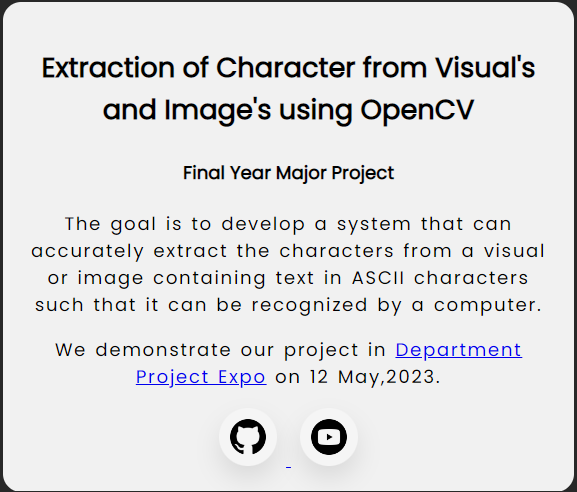 Extraction of Character from Visual's
and Image's using OpenCV
Final Year Major Project
The goal is to develop a system that can
accurately extract the characters from a visual
or image containing text in ASCII characters
such that it can be recognized by a computer.
We demonstrate our project in Department
Project Expo on 12 May,2023.